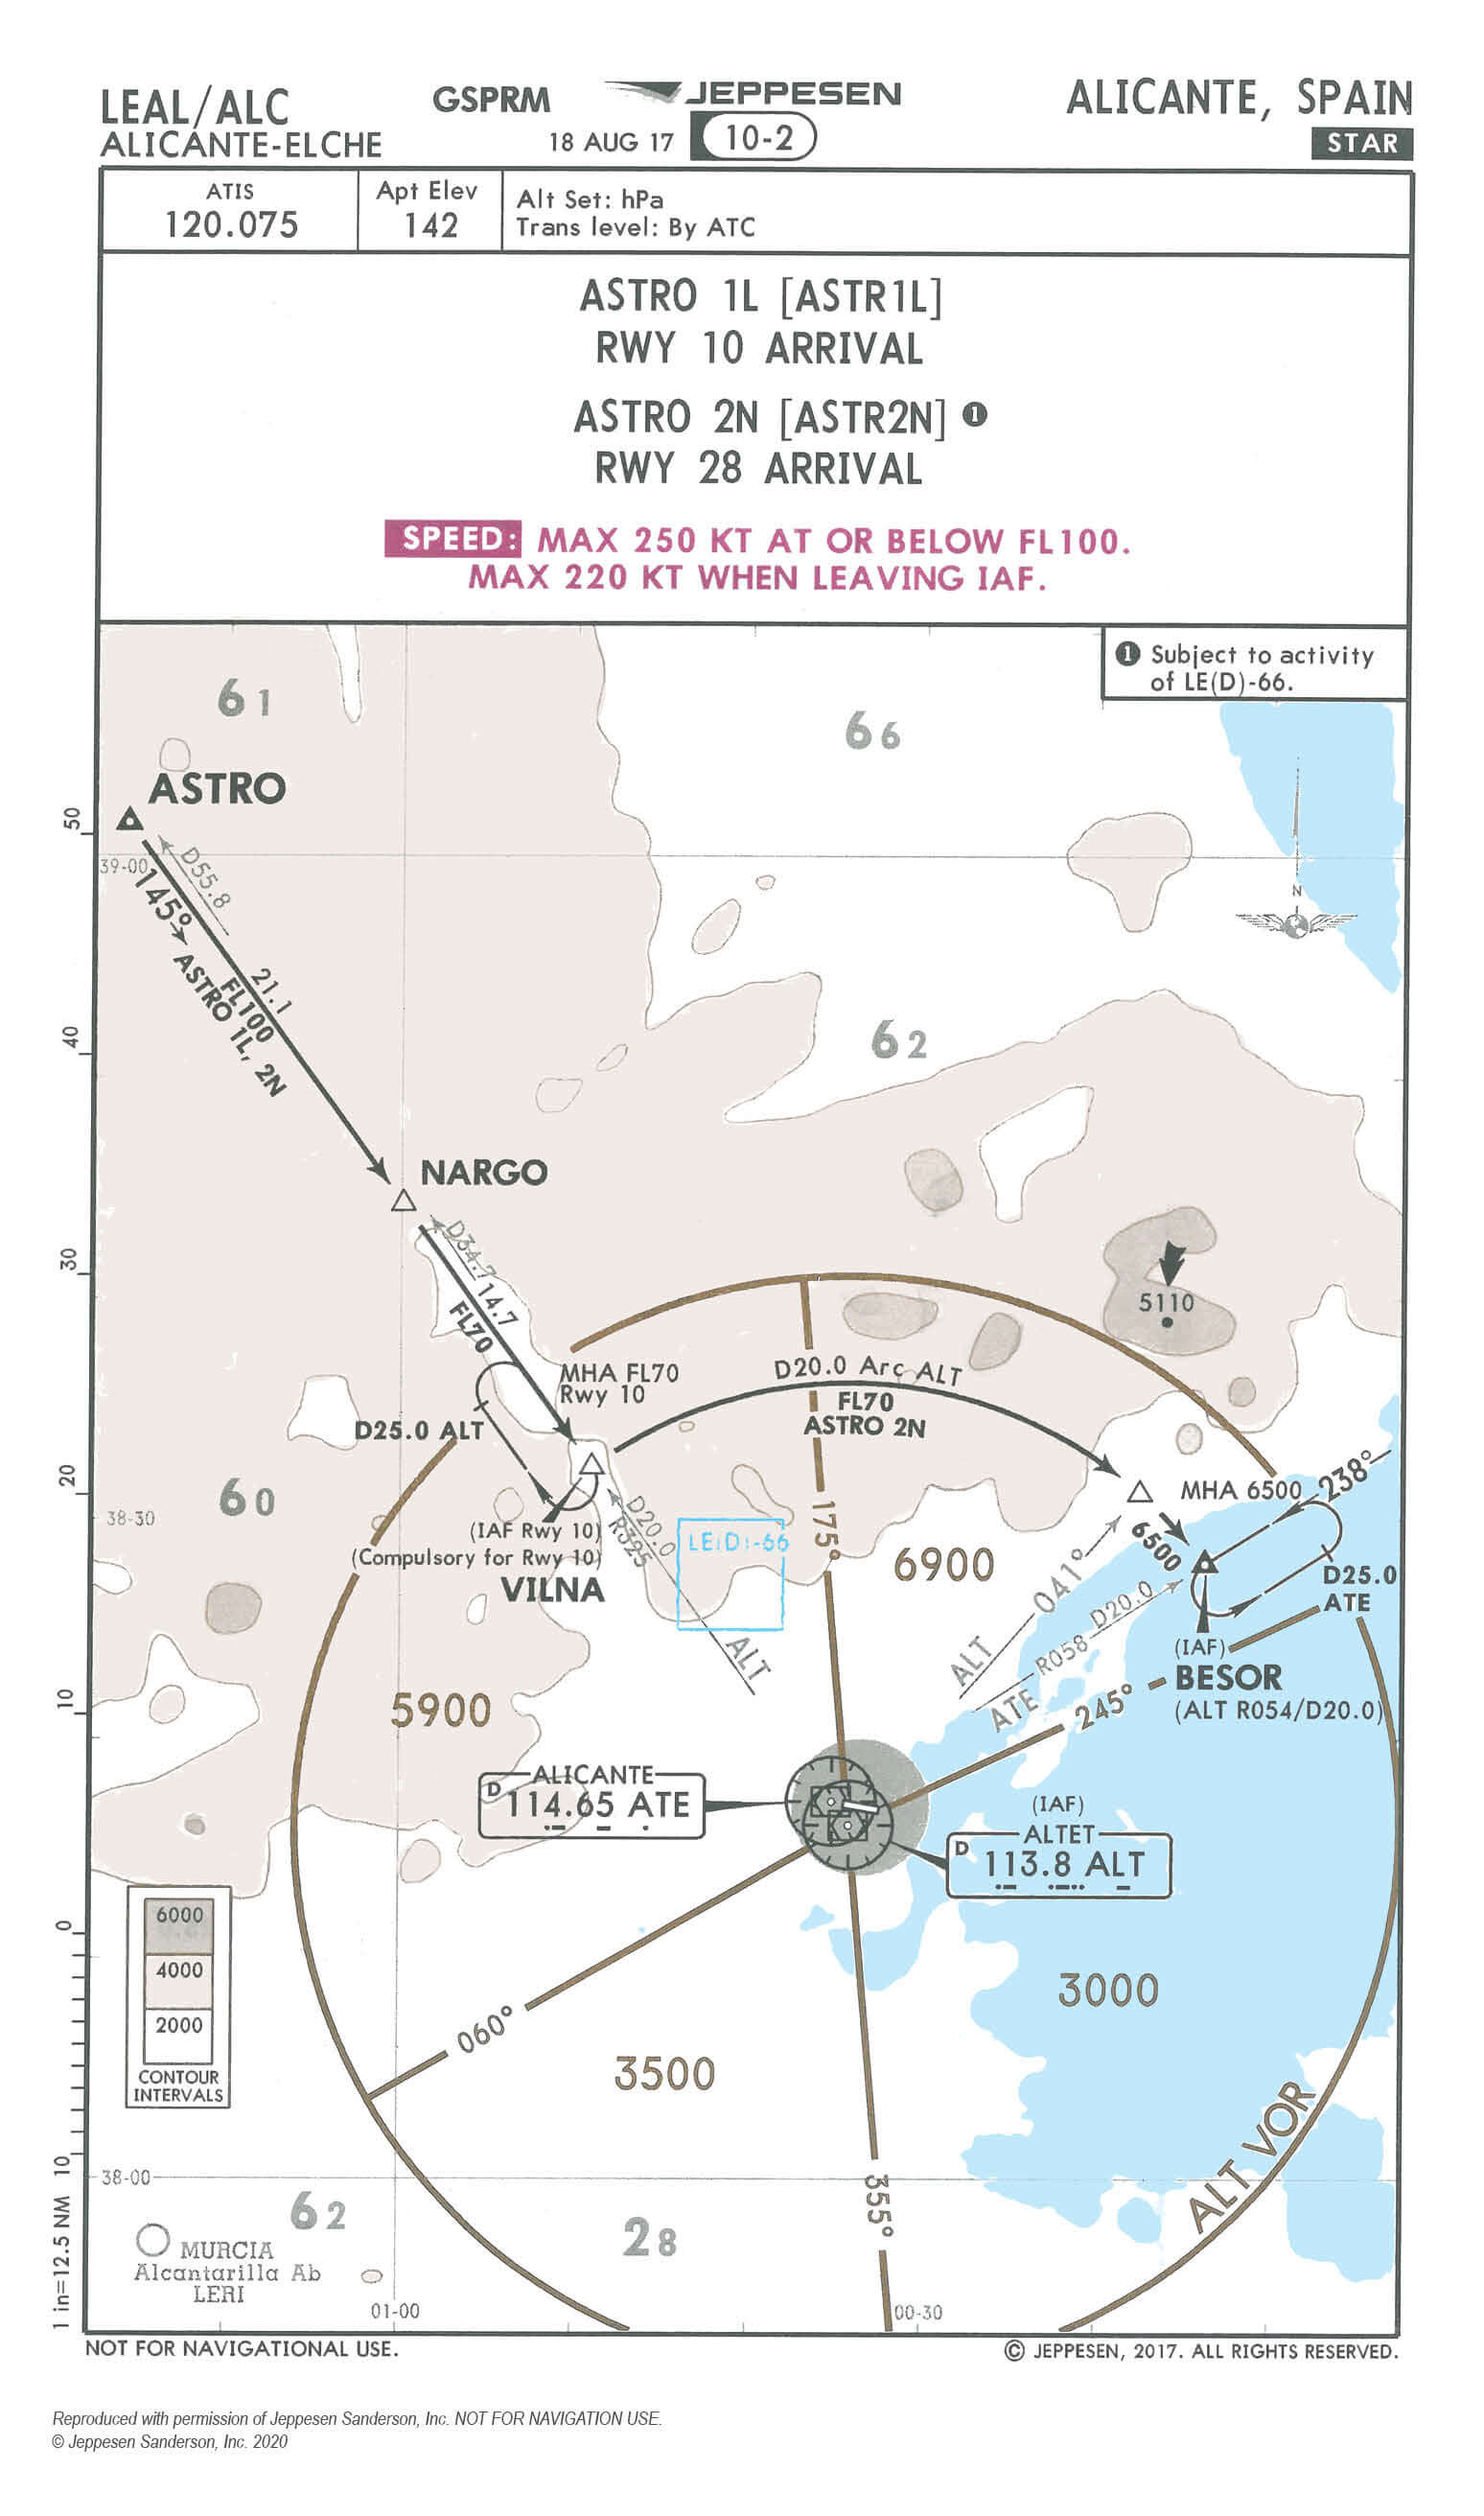 LEAL/ALC
ALICANTE-ELCHE
GSPRM
JEPPESEN
18 AUG 17
10-2
ALICANTE, SPAIN
STAR
ATIS
120.075
Apt Elev
142
Alt Set: hPa
Trans level: By ATC
ASTRO 1L [ASTR1L]
RWY 10 ARRIVAL
ASTRO 2N [ASTR2N] 1
RWY 28 ARRIVAL
SPEED: MAX 250 KT AT OR BELOW FL100.
MAX 220 KT WHEN LEAVING IAF.
1 Subject to activity
of LE(D)-66.
61
66
ASTRO
50
39-00
D55.8
145°
21.1
FL100
ASTRO 1L, 2N
N
40
62
NARGO
30
D34.7
14.7
FL70
5110
MHA FL70
Rwy 10
D20.0 Arc ALT
FL70
ASTRO 2N
D25.0 ALT
20
60
38-30
MHA 6500
238°
(IAF Rwy 10)
(Compulsory for Rwy 10)
VILNA
D20.0
R325
ALT
LE(D)-66
175°
6900
6500
041°
ALT
D25.0
ATE
R058 D20.0
ATE
(IAF)
BESOR
(ALT R054/D20.0)
245°
10
5900
D
ALICANTE
114.65 ATE
(IAF)
ALTET
D
113.8 ALT
0
6000
4000
2000
CONTOUR
INTERVALS
060°
3500
3000
ALT VOR
10
38-00
355°
62
28
MURCIA
Alcantarilla Ab
LERI
01-00
00-30
1 in=12.5 NM
NOT FOR NAVIGATIONAL USE.
© JEPPESEN, 2017. ALL RIGHTS RESERVED.
Reproduced with permission of Jeppesen Sanderson, Inc. NOT FOR NAVIGATION USE.
© Jeppesen Sanderson, Inc. 2020